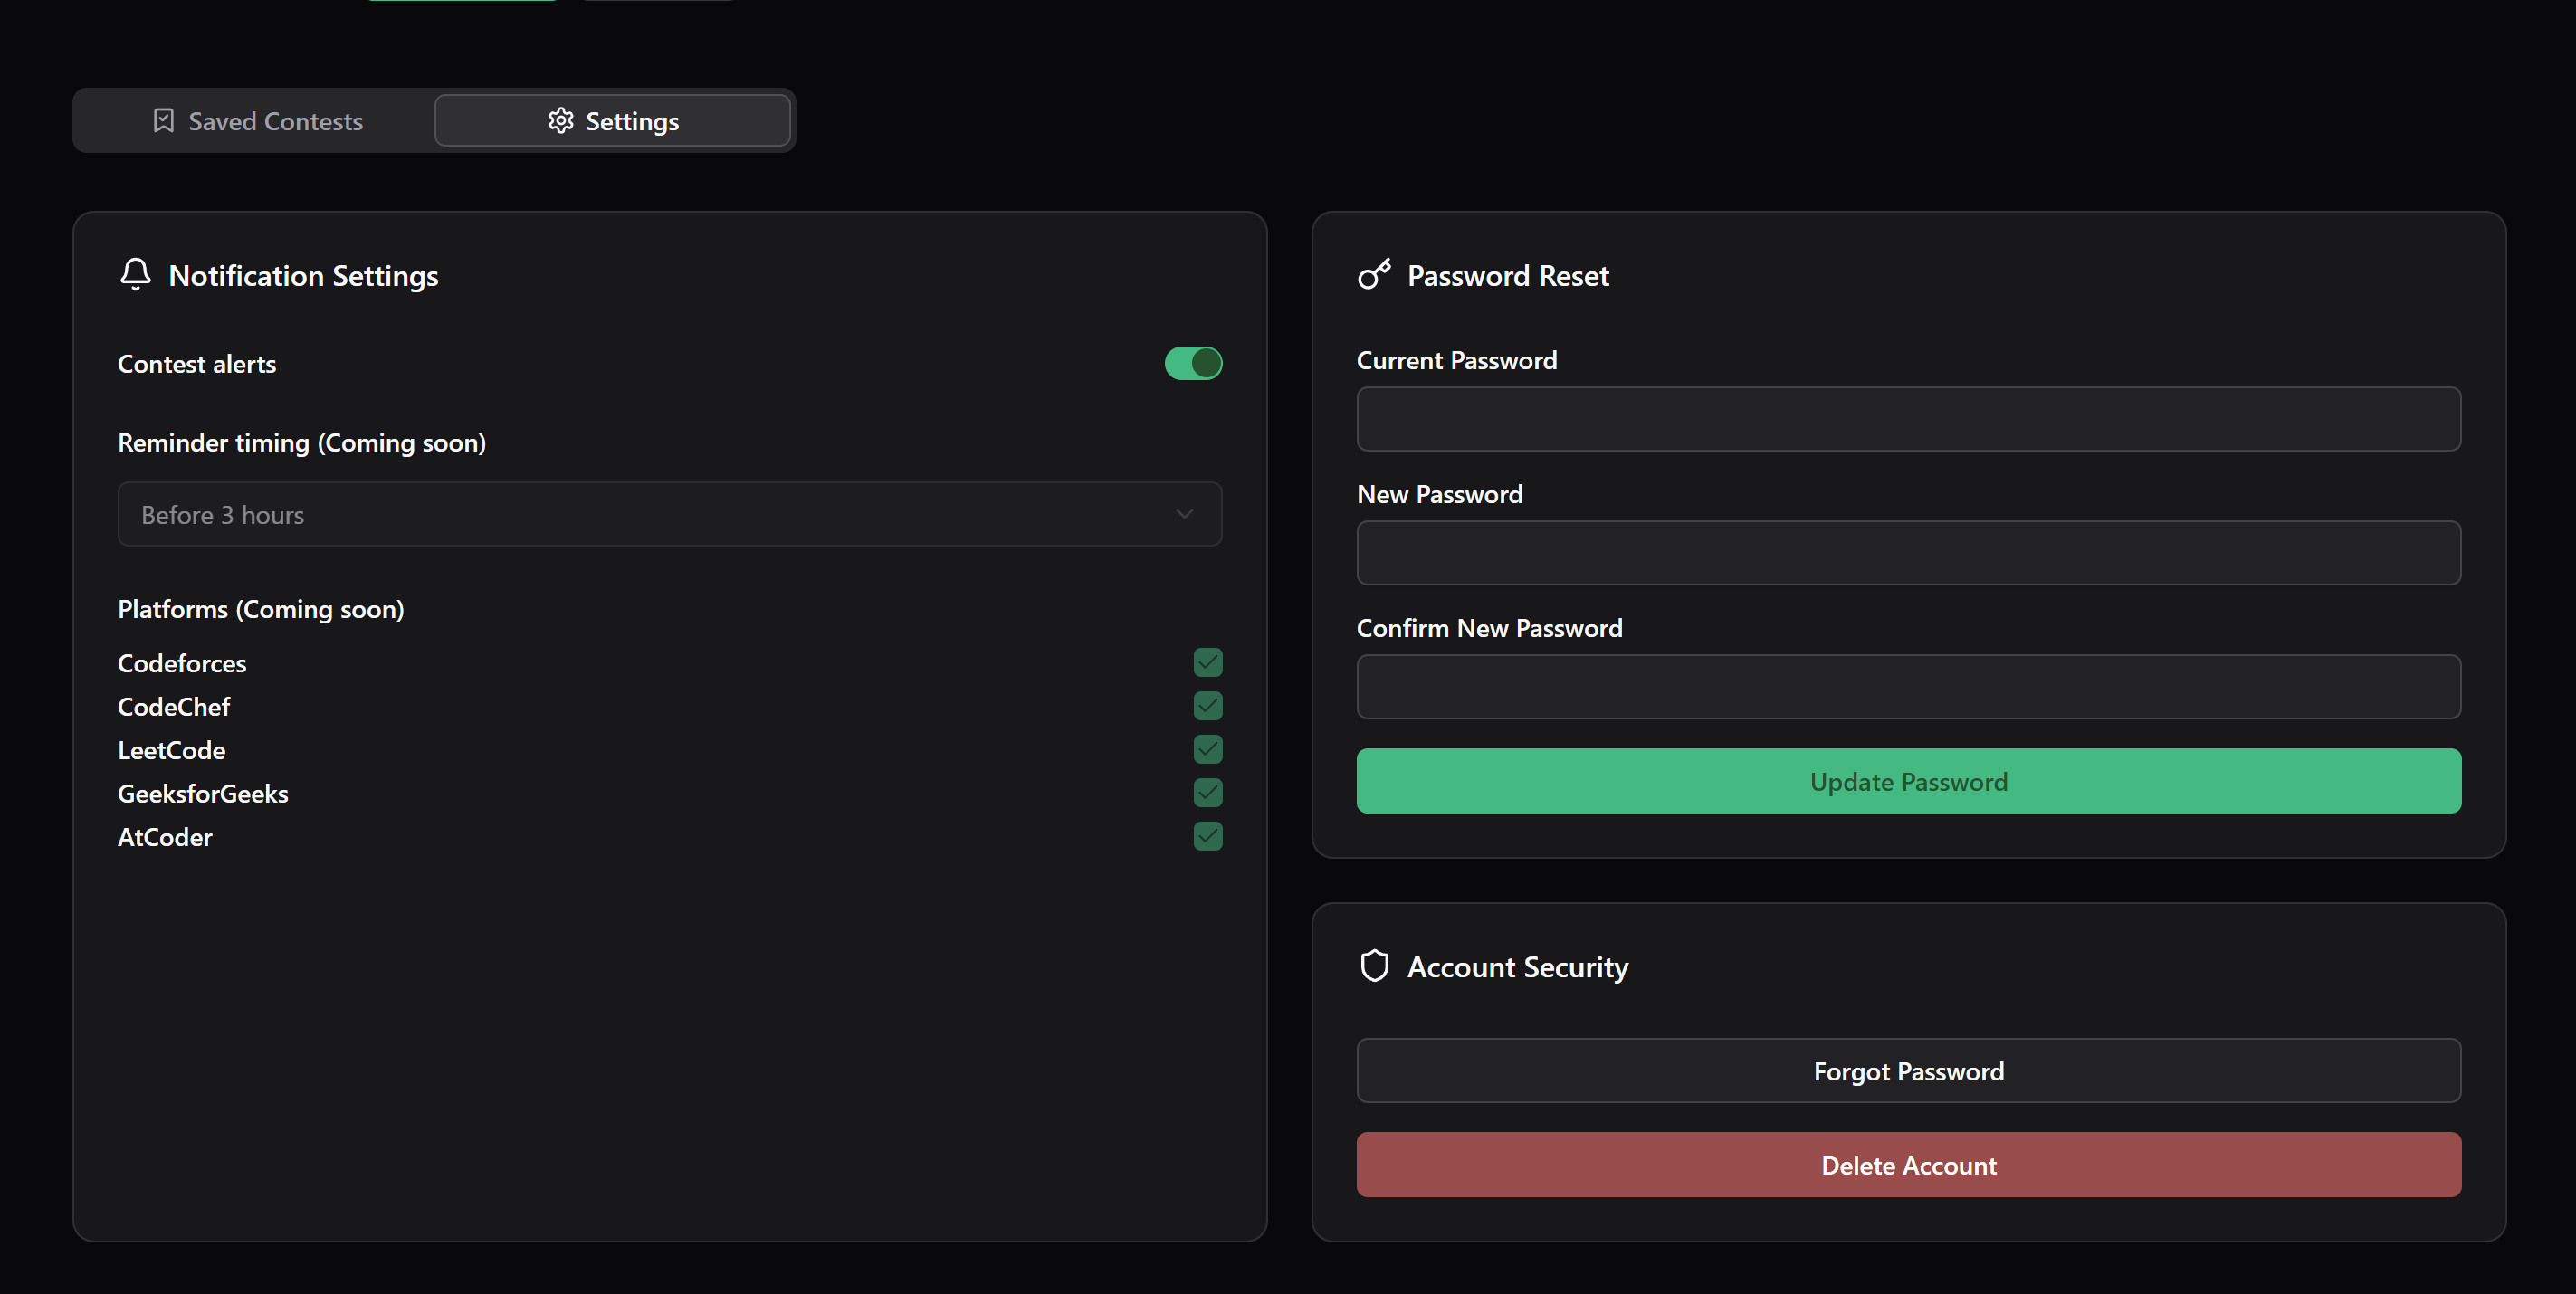 Saved Contests
Settings
Notification Settings
Contest alerts
Reminder timing (Coming soon)
Before 3 hours
Platforms (Coming soon)
Codeforces
CodeChef
LeetCode
GeeksforGeeks
AtCoder
Password Reset
Current Password
New Password
Confirm New Password
Update Password
Account Security
Forgot Password
Delete Account